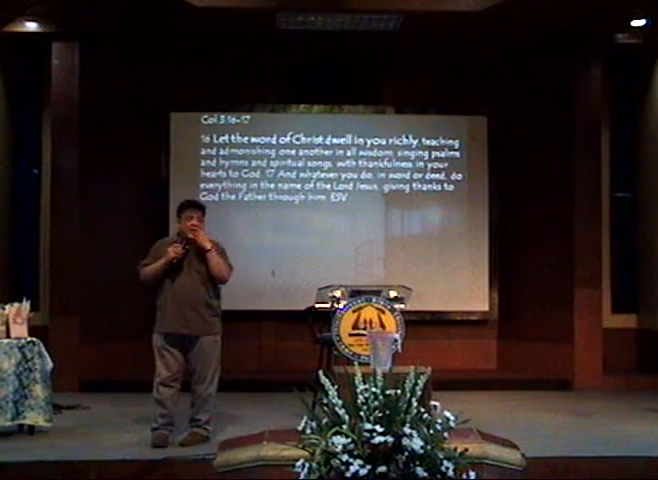 Col.3:16-17
16 Let the word of Christ dwell in you richly, teaching
and admonishing one another in all wisdom, singing psalms
and hymns and spiritual songs, with thankfulness in your
hearts to God. 17 And whatever you do, in word or deed, do
everything in the name of the Lord Jesus, giving thanks to
God the Father through him. ESV